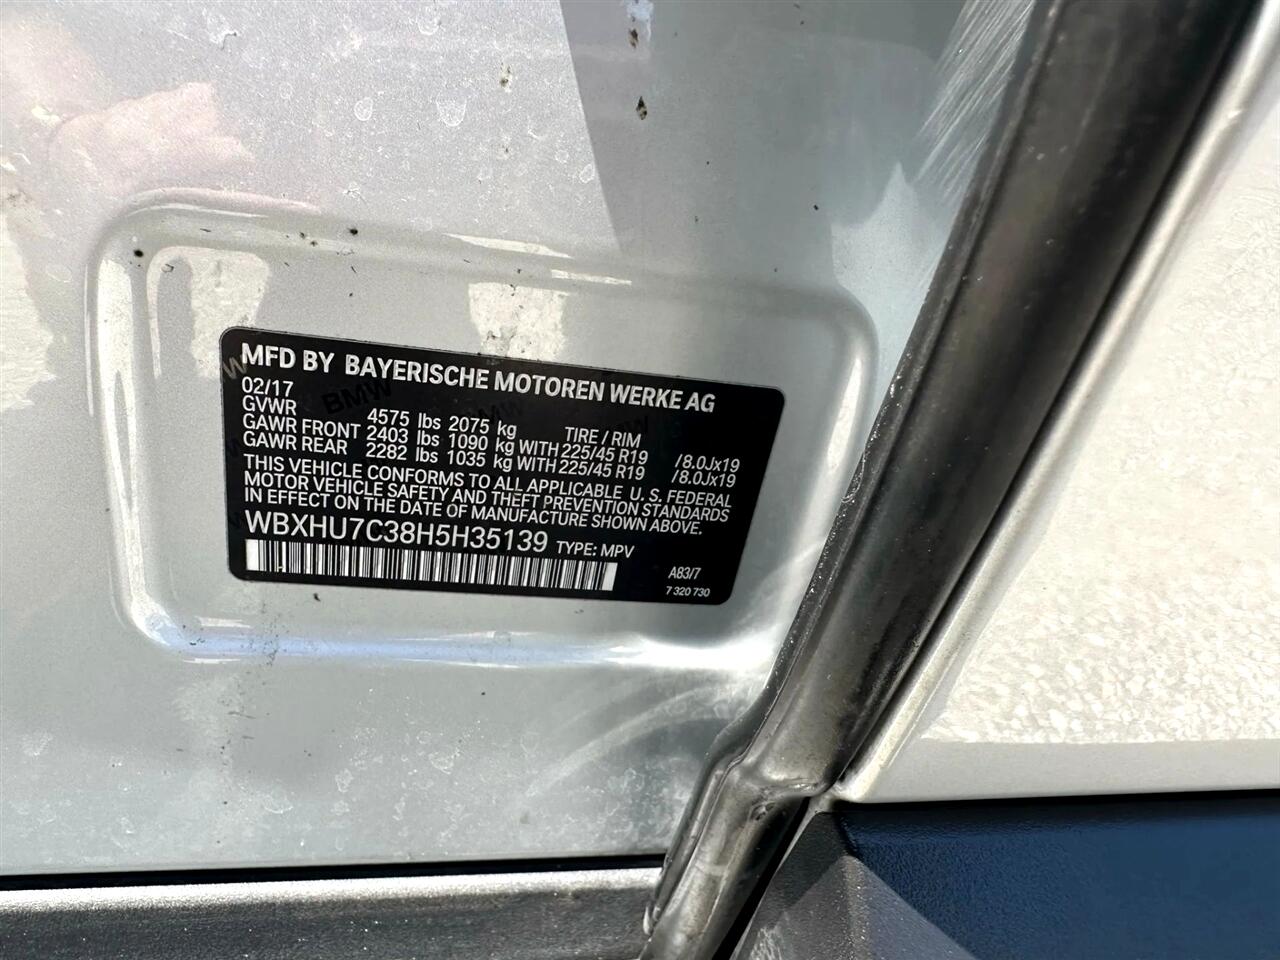 MFD BY BAYERISCHE MOTOREN WERKE AG
02/17
GVWR 4575 lbs 2075 kg TIRE / RIM
GAWR FRONT 2403 lbs 1090 kg WITH 225/45 R19 /8.0Jx19
GAWR REAR 2282 lbs 1035 kg WITH 225/45 R19 /8.0Jx19
THIS VEHICLE CONFORMS TO ALL APPLICABLE U.S. FEDERAL
MOTOR VEHICLE SAFETY AND THEFT PREVENTION STANDARDS
IN EFFECT ON THE DATE OF MANUFACTURE SHOWN ABOVE.
WBXHU7C38H5H35139 TYPE: MPV
A83/7
7 320 730